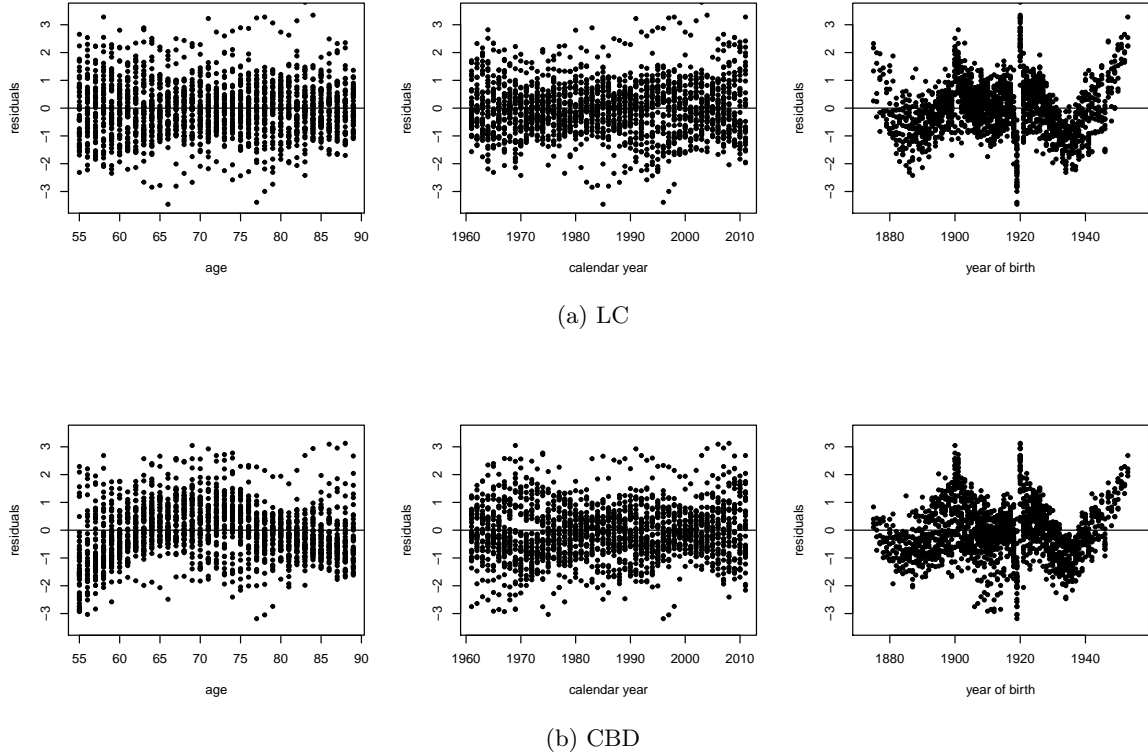 residuals
3
2
1
0
−1
−2
−3
55 60 65 70 75 80 85 90
age
residuals
3
2
1
0
−1
−2
−3
1960 1970 1980 1990 2000 2010
calendar year
residuals
3
2
1
0
−1
−2
−3
1880 1900 1920 1940
year of birth
(a) LC
residuals
3
2
1
0
−1
−2
−3
55 60 65 70 75 80 85 90
age
residuals
3
2
1
0
−1
−2
−3
1960 1970 1980 1990 2000 2010
calendar year
residuals
3
2
1
0
−1
−2
−3
1880 1900 1920 1940
year of birth
(b) CBD